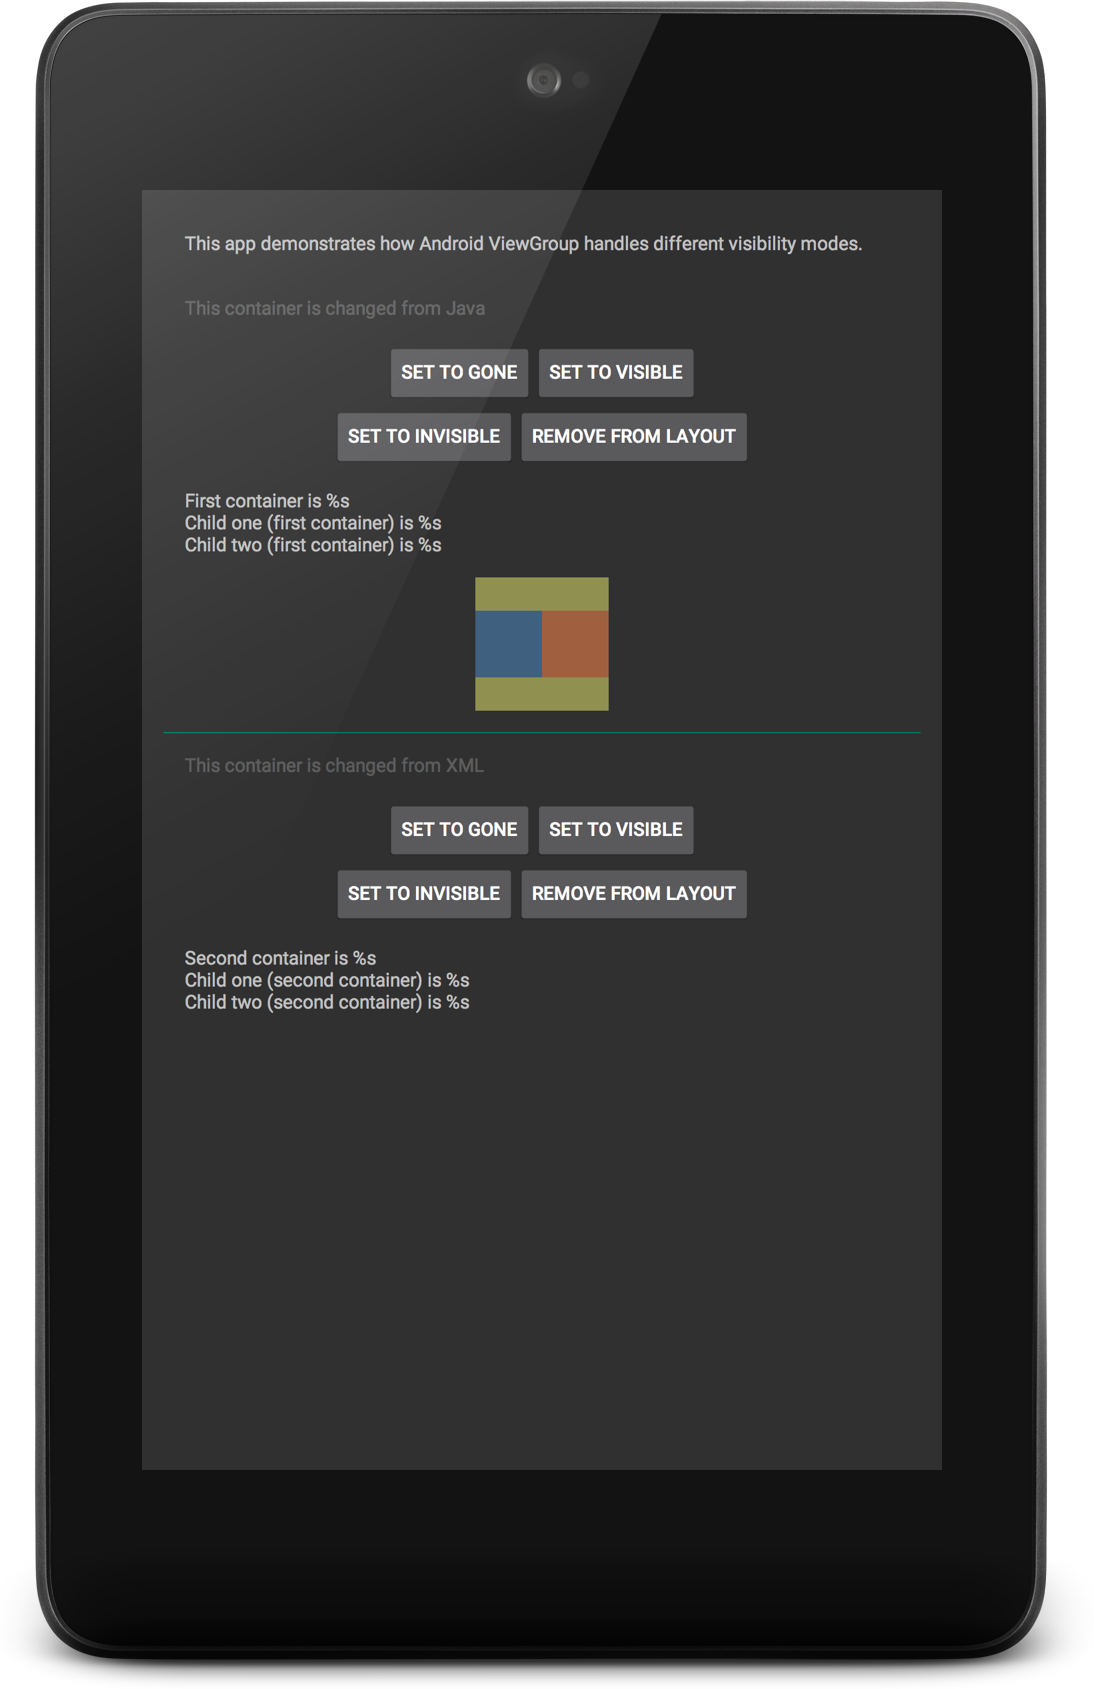 This app demonstrates how Android ViewGroup handles different visibility modes.
This container is changed from Java
SET TO GONE SET TO VISIBLE
SET TO INVISIBLE REMOVE FROM LAYOUT
First container is %s
Child one (first container) is %s
Child two (first container) is %s
This container is changed from XML
SET TO GONE SET TO VISIBLE
SET TO INVISIBLE REMOVE FROM LAYOUT
Second container is %s
Child one (second container) is %s
Child two (second container) is %s